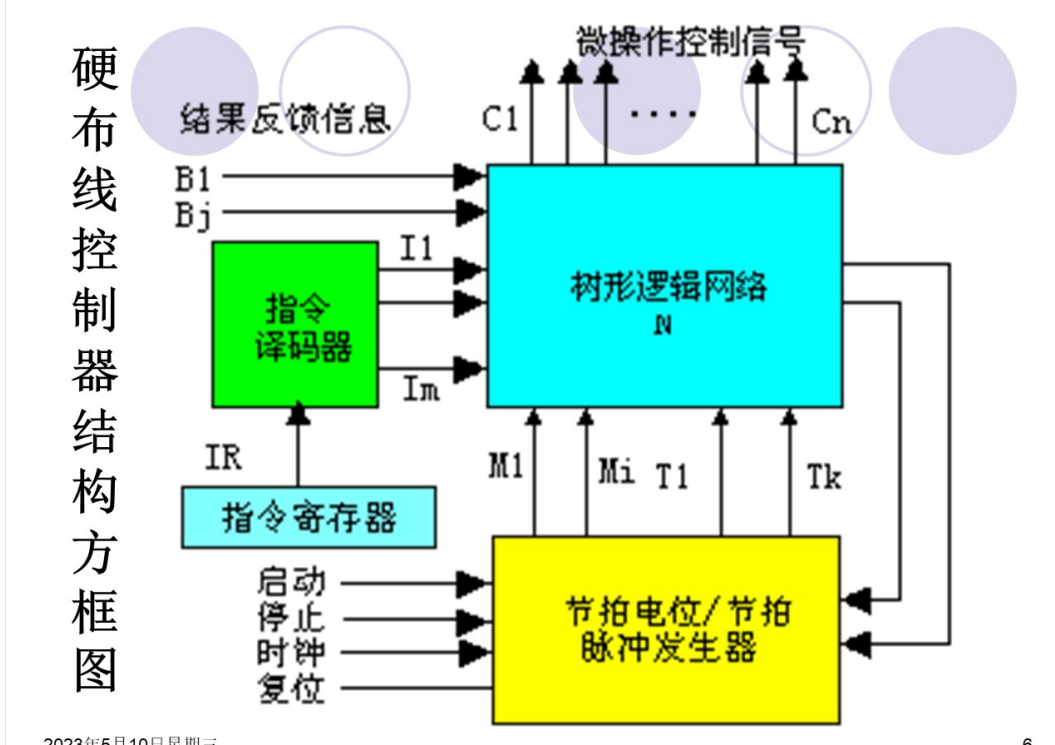 硬布线控制器结构方框图
微操作控制信号
结果反馈信息
C1
....
Cn
B1
Bj
I1
指令
译码器
树形逻辑网络
N
Im
IR
M1
Mi
T1
Tk
指令寄存器
启动
停止
时钟
复位
节拍电位/节拍
脉冲发生器
2023年5月10日星期三
6